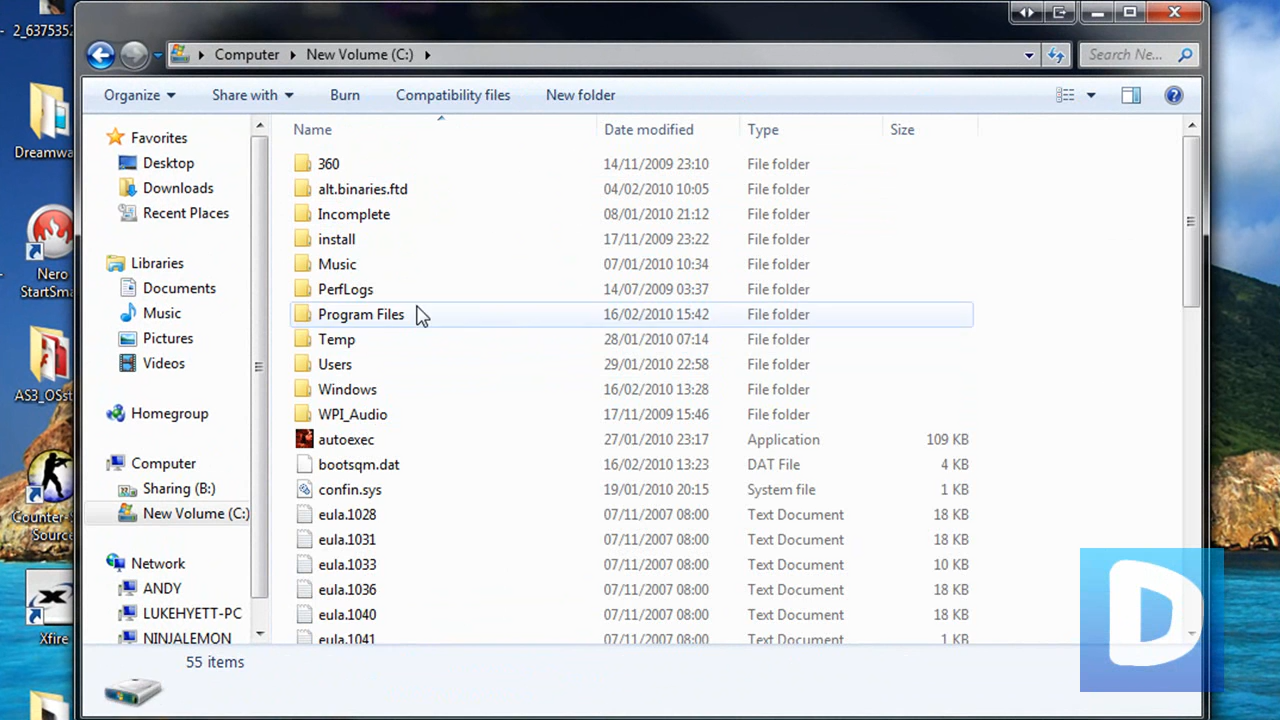 2_6375352
Dreamwa
Nero
StartSma
AS3_OSst
Counter-S
Source
Xfire
Computer New Volume (C:)
Search Ne...
Organize Share with Burn Compatibility files New folder
Favorites
Desktop
Downloads
Recent Places
Libraries
Documents
Music
Pictures
Videos
Homegroup
Computer
Sharing (B:)
New Volume (C:)
Network
ANDY
LUKEHYETT-PC
NINJALEMON
Name Date modified Type Size
360 14/11/2009 23:10 File folder
alt.binaries.ftd 04/02/2010 10:05 File folder
Incomplete 08/01/2010 21:12 File folder
install 17/11/2009 23:22 File folder
Music 07/01/2010 10:34 File folder
PerfLogs 14/07/2009 03:37 File folder
Program Files 16/02/2010 15:42 File folder
Temp 28/01/2010 07:14 File folder
Users 29/01/2010 22:58 File folder
Windows 16/02/2010 13:28 File folder
WPI_Audio 17/11/2009 15:46 File folder
autoexec 27/01/2010 23:17 Application 109 KB
bootsqm.dat 16/02/2010 13:23 DAT File 4 KB
confin.sys 19/01/2010 20:15 System file 1 KB
eula.1028 07/11/2007 08:00 Text Document 18 KB
eula.1031 07/11/2007 08:00 Text Document 18 KB
eula.1033 07/11/2007 08:00 Text Document 10 KB
eula.1036 07/11/2007 08:00 Text Document 18 KB
eula.1040 07/11/2007 08:00 Text Document 18 KB
eula.1041 07/11/2007 08:00 Text Document 1 KB
55 items
D